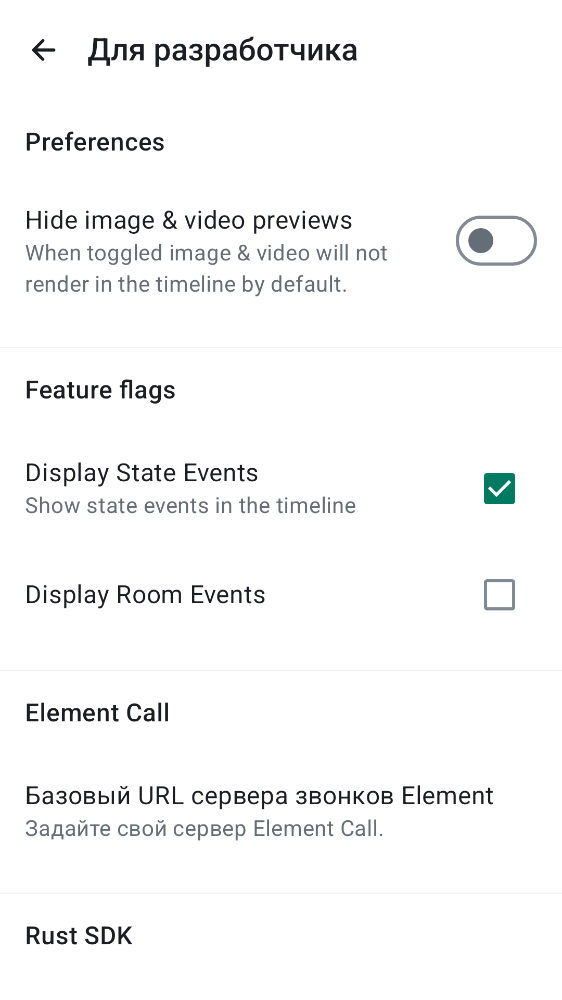 Для разработчика
Preferences
Hide image & video previews
When toggled image & video will not
render in the timeline by default.
Feature flags
Display State Events
Show state events in the timeline
Display Room Events
Element Call
Базовый URL сервера звонков Element
Задайте свой сервер Element Call.
Rust SDK